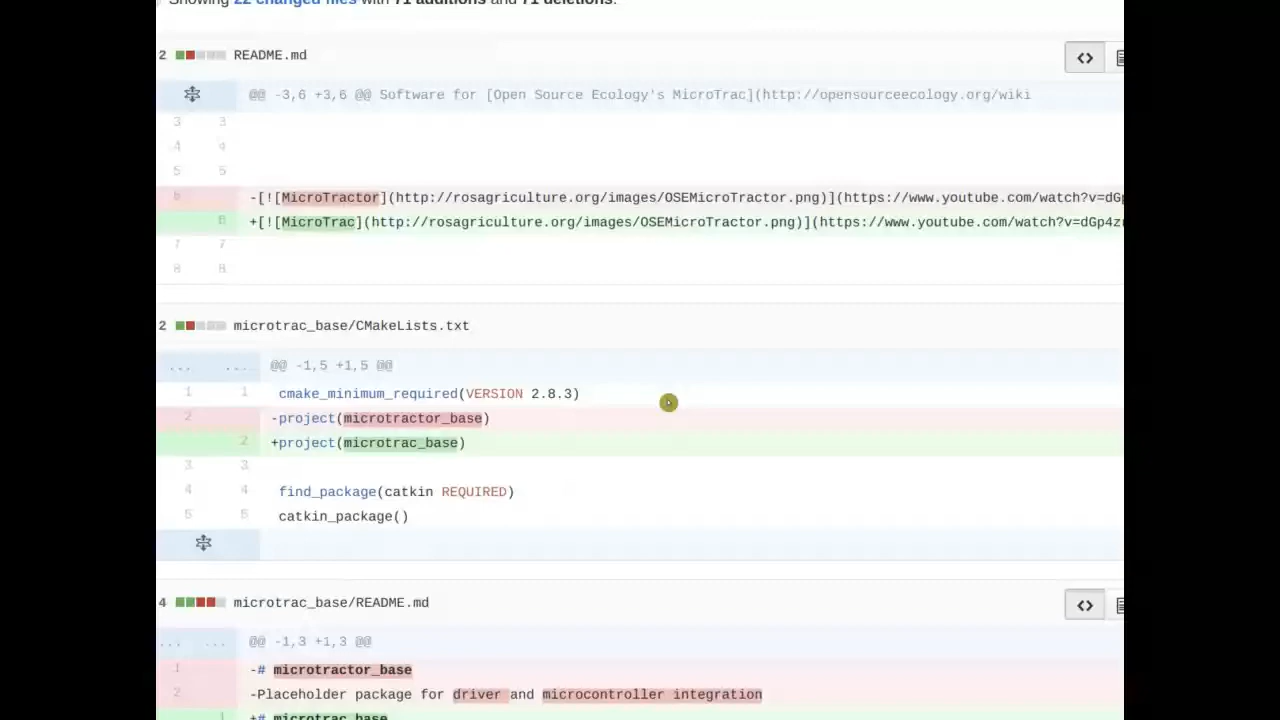 Showing 22 changed files with 71 additions and 71 deletions.
2 README.md
@@ -3,6 +3,6 @@ Software for [Open Source Ecology's MicroTrac](http://opensourceecology.org/wiki
3 3
4 4
5 5
6 -[![MicroTractor](http://rosagriculture.org/images/OSEMicroTractor.png)](https://www.youtube.com/watch?v=dGp
6 +[![MicroTrac](http://rosagriculture.org/images/OSEMicroTractor.png)](https://www.youtube.com/watch?v=dGp4z
7 7
8 8
2 microtrac_base/CMakeLists.txt
... ... @@ -1,5 +1,5 @@
1 1 cmake_minimum_required(VERSION 2.8.3)
2 -project(microtractor_base)
2 +project(microtrac_base)
3 3
4 4 find_package(catkin REQUIRED)
5 5 catkin_package()
4 microtrac_base/README.md
... ... @@ -1,3 +1,3 @@
1 -# microtractor_base
2 -Placeholder package for driver and microcontroller integration
1 +# microtrac_base